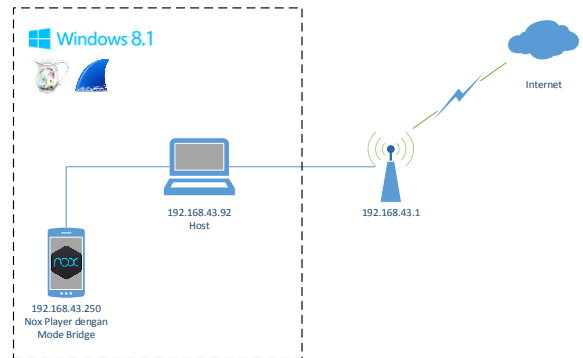 Windows 8.1
Internet
192.168.43.92
Host
192.168.43.1
nox
192.168.43.250
Nox Player dengan
Mode Bridge